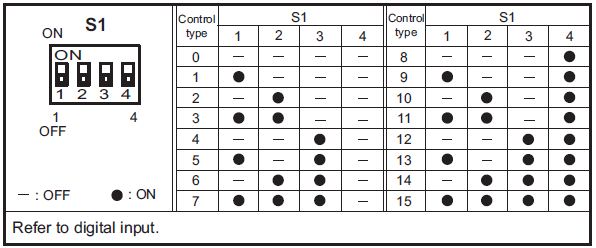 S1
ON
ON
1 2 3 4
1 4
OFF
— : OFF ● : ON
Control type S1 Control type S1
1 2 3 4 1 2 3 4
0 — — — — 8 — — — ●
1 ● — — — 9 ● — — ●
2 — ● — — 10 — ● — ●
3 ● ● — — 11 ● ● — ●
4 — — ● — 12 — — ● ●
5 ● — ● — 13 ● — ● ●
6 — ● ● — 14 — ● ● ●
7 ● ● ● — 15 ● ● ● ●
Refer to digital input.